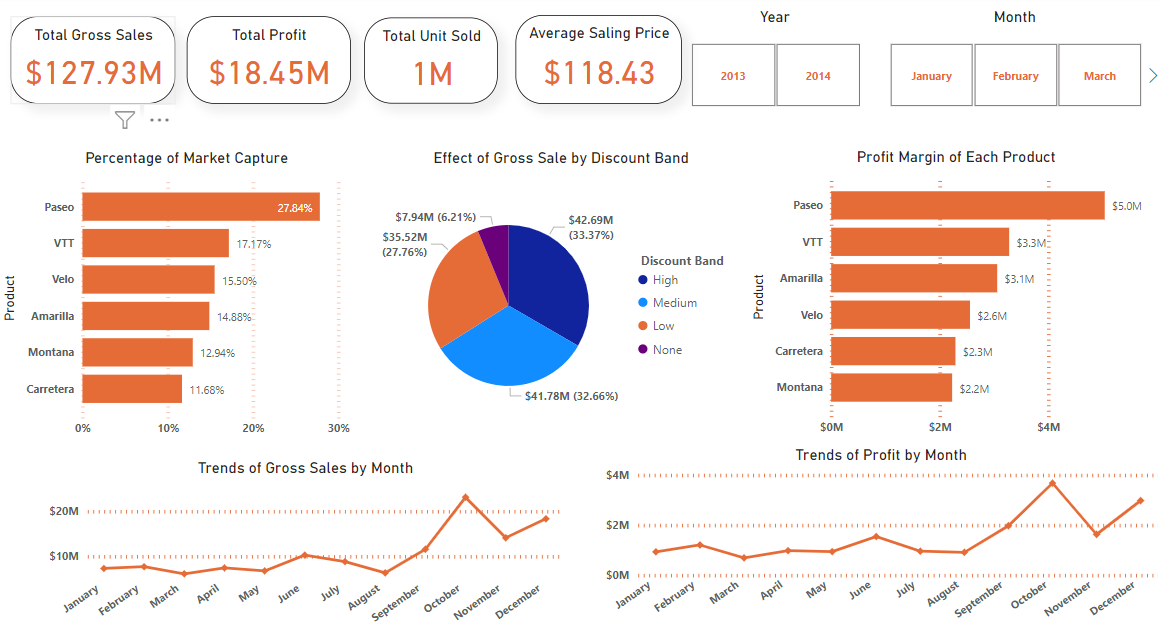 Total Gross Sales
$127.93M
Total Profit
$18.45M
Total Unit Sold
1M
Average Saling Price
$118.43
Year
2013
2014
Month
January
February
March
Percentage of Market Capture
Product
Paseo
27.84%
VTT
17.17%
Velo
15.50%
Amarilla
14.88%
Montana
12.94%
Carretera
11.68%
0%
10%
20%
30%
Effect of Gross Sale by Discount Band
$7.94M (6.21%)
$42.69M
(33.37%)
$35.52M
(27.76%)
$41.78M (32.66%)
Discount Band
High
Medium
Low
None
Profit Margin of Each Product
Product
Paseo
$5.0M
VTT
$3.3M
Amarilla
$3.1M
Velo
$2.6M
Carretera
$2.3M
Montana
$2.2M
$0M
$2M
$4M
Trends of Gross Sales by Month
$20M
$10M
January
February
March
April
May
June
July
August
September
October
November
December
Trends of Profit by Month
$4M
$2M
$0M
January
February
March
April
May
June
July
August
September
October
November
December